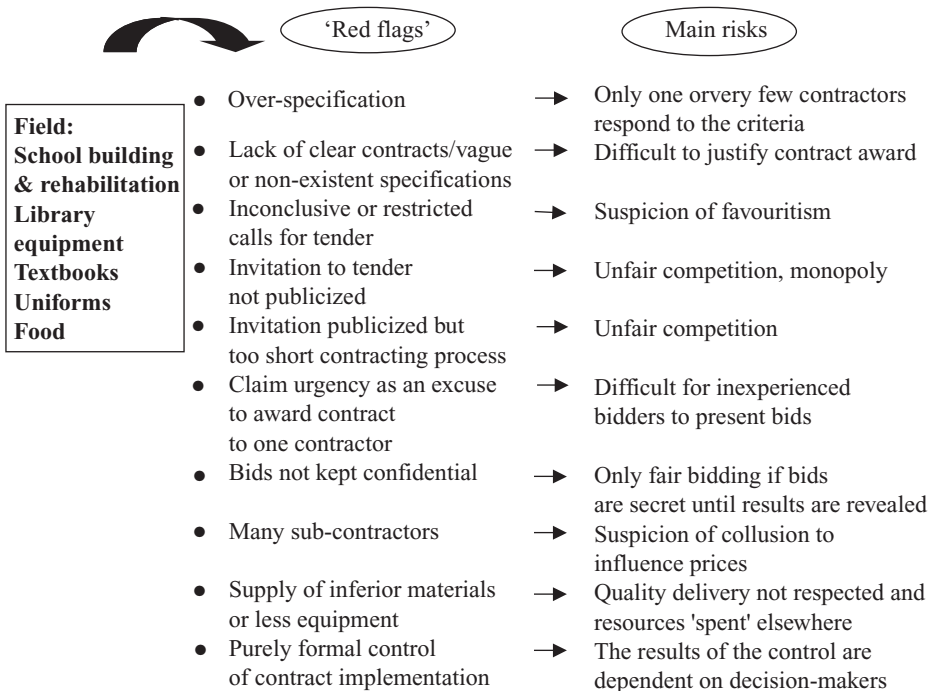 ‘Red flags’
Main risks
Field:
School building
& rehabilitation
Library
equipment
Textbooks
Uniforms
Food
● Over-specification
Only one orvery few contractors
respond to the criteria
● Lack of clear contracts/vague
or non-existent specifications
Difficult to justify contract award
● Inconclusive or restricted
calls for tender
Suspicion of favouritism
● Invitation to tender
not publicized
Unfair competition, monopoly
● Invitation publicized but
too short contracting process
Unfair competition
● Claim urgency as an excuse
to award contract
to one contractor
Difficult for inexperienced
bidders to present bids
● Bids not kept confidential
Only fair bidding if bids
are secret until results are revealed
● Many sub-contractors
Suspicion of collusion to
influence prices
● Supply of inferior materials
or less equipment
Quality delivery not respected and
resources 'spent' elsewhere
● Purely formal control
of contract implementation
The results of the control are
dependent on decision-makers